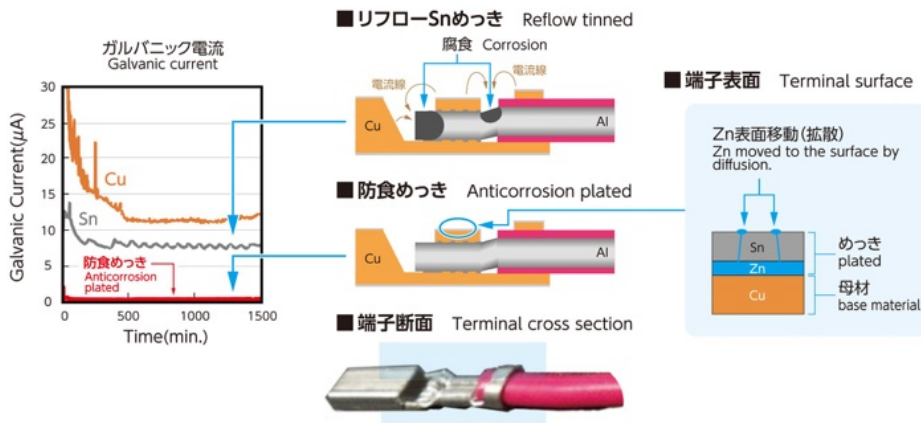 ガルバニック電流
Galvanic current
Galvanic Current(μA)
30
25
20
15
10
5
0
Cu
Sn
防食めっき
Anticorrosion
plated
0
500
1000
1500
Time(min.)
■ リフローSnめっき Reflow tinned
腐食 Corrosion
電流線
電流線
Cu
Al
■ 防食めっき Anticorrosion plated
Cu
Al
■ 端子断面 Terminal cross section
■ 端子表面 Terminal surface
Zn表面移動(拡散)
Zn moved to the surface by
diffusion.
Sn
Zn
Cu
めっき
plated
母材
base material